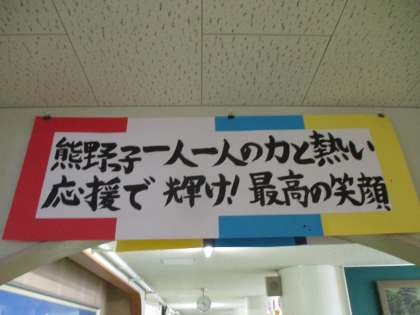 熊野っ子一人一人の力と熱い
応援で 輝け!最高の笑顔